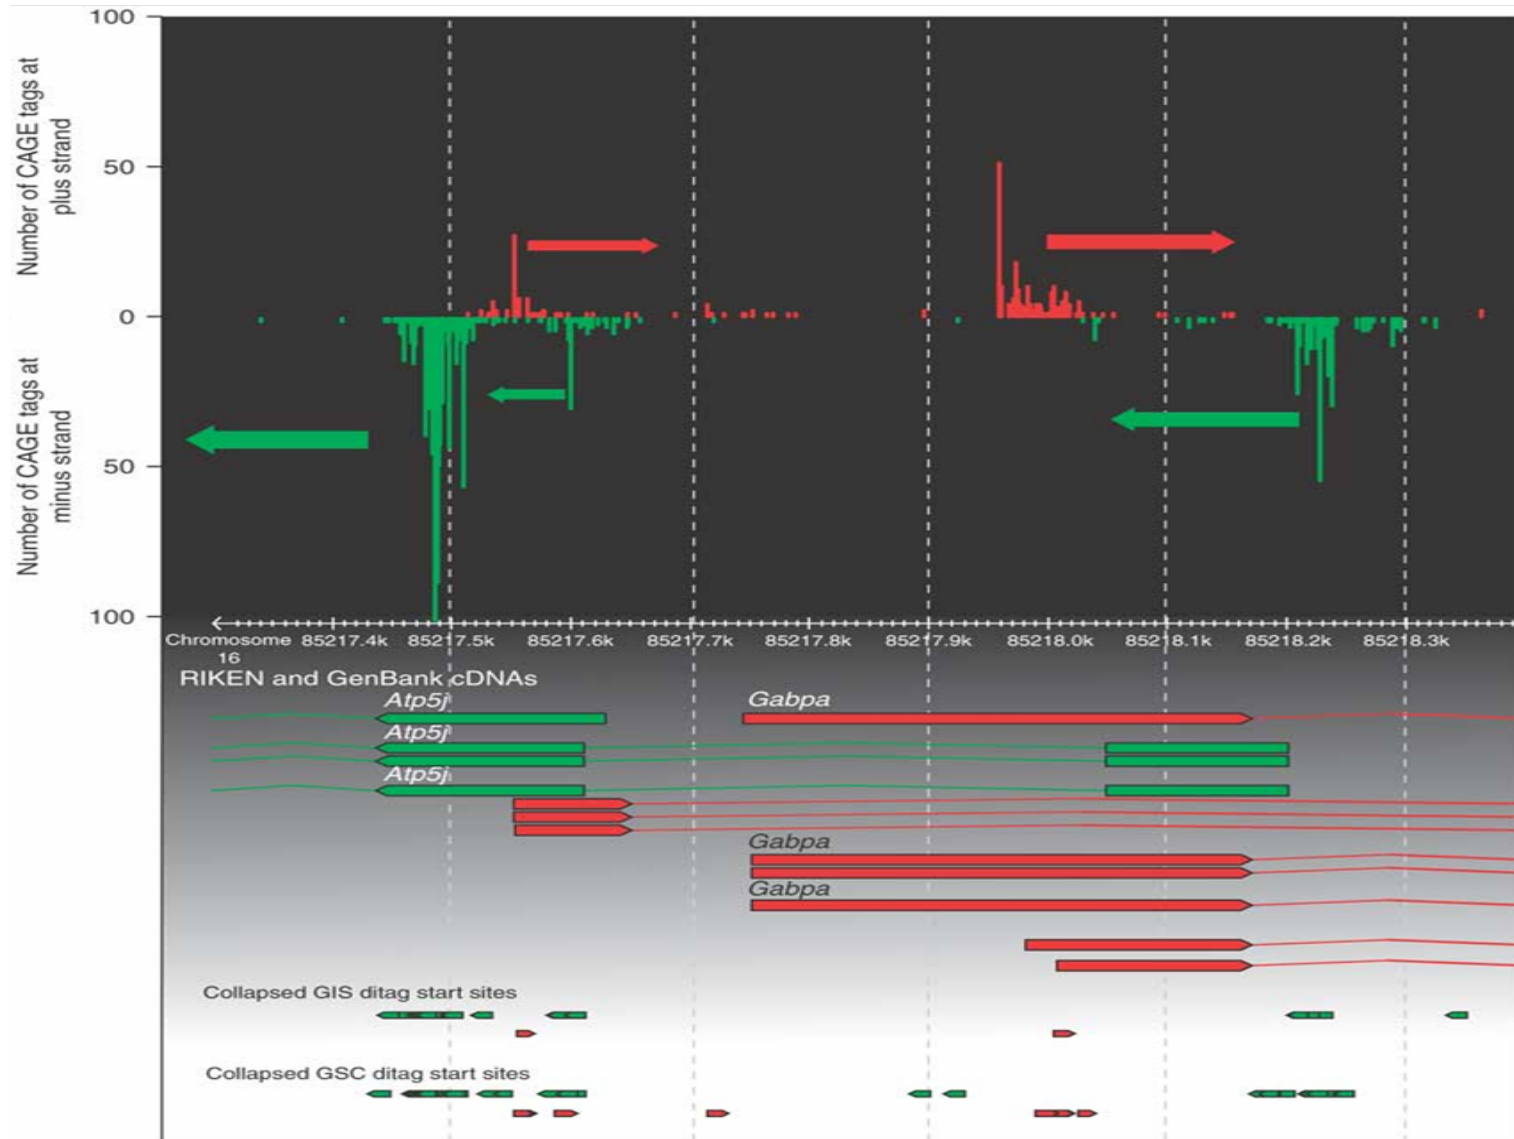 100
50
0
50
100
Number of CAGE tags at
plus strand
Number of CAGE tags at
minus strand
Chromosome
16
85217.4k 85217.5k 85217.6k 85217.7k 85217.8k 85217.9k 85218.0k 85218.1k 85218.2k 85218.3k
RIKEN and GenBank cDNAs
Atp5j Gabpa
Atp5j
Atp5j
Gabpa
Gabpa
Collapsed GIS ditag start sites
Collapsed GSC ditag start sites